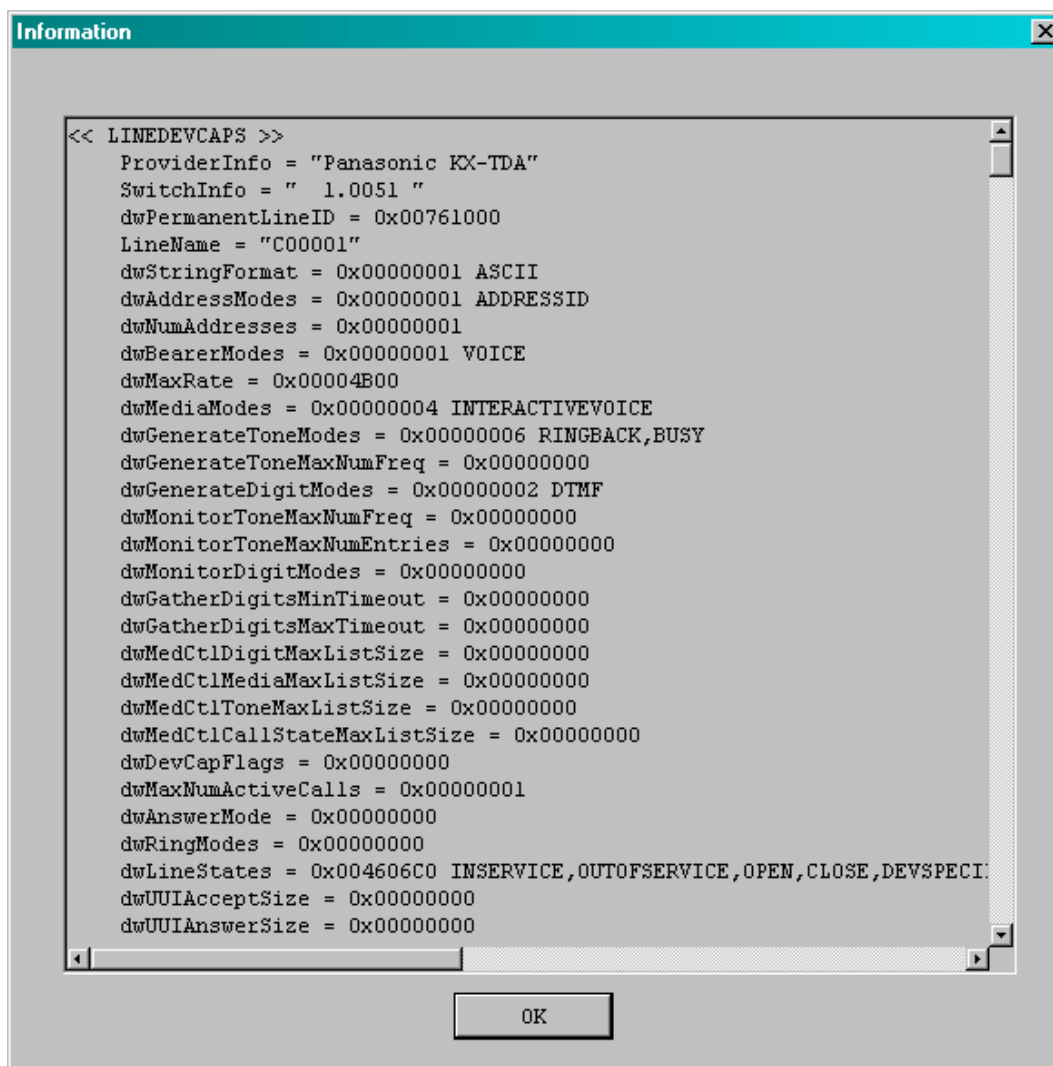 Information
<< LINEDEVCAPS >>
ProviderInfo = "Panasonic KX-TDA"
SwitchInfo = "  1.0051 "
dwPermanentLineID = 0x00761000
LineName = "C00001"
dwStringFormat = 0x00000001 ASCII
dwAddressModes = 0x00000001 ADDRESSID
dwNumAddresses = 0x00000001
dwBearerModes = 0x00000001 VOICE
dwMaxRate = 0x00004B00
dwMediaModes = 0x00000004 INTERACTIVEVOICE
dwGenerateToneModes = 0x00000006 RINGBACK,BUSY
dwGenerateToneMaxNumFreq = 0x00000000
dwGenerateDigitModes = 0x00000002 DTMF
dwMonitorToneMaxNumFreq = 0x00000000
dwMonitorToneMaxNumEntries = 0x00000000
dwMonitorDigitModes = 0x00000000
dwGatherDigitsMinTimeout = 0x00000000
dwGatherDigitsMaxTimeout = 0x00000000
dwMedCtlDigitMaxListSize = 0x00000000
dwMedCtlMediaMaxListSize = 0x00000000
dwMedCtlToneMaxListSize = 0x00000000
dwMedCtlCallStateMaxListSize = 0x00000000
dwDevCapFlags = 0x00000000
dwMaxNumActiveCalls = 0x00000001
dwAnswerMode = 0x00000000
dwRingModes = 0x00000000
dwLineStates = 0x004606C0 INSERVICE,OUTOFSERVICE,OPEN,CLOSE,DEVSPECI
dwUUIAcceptSize = 0x00000000
dwUUIAnswerSize = 0x00000000
OK